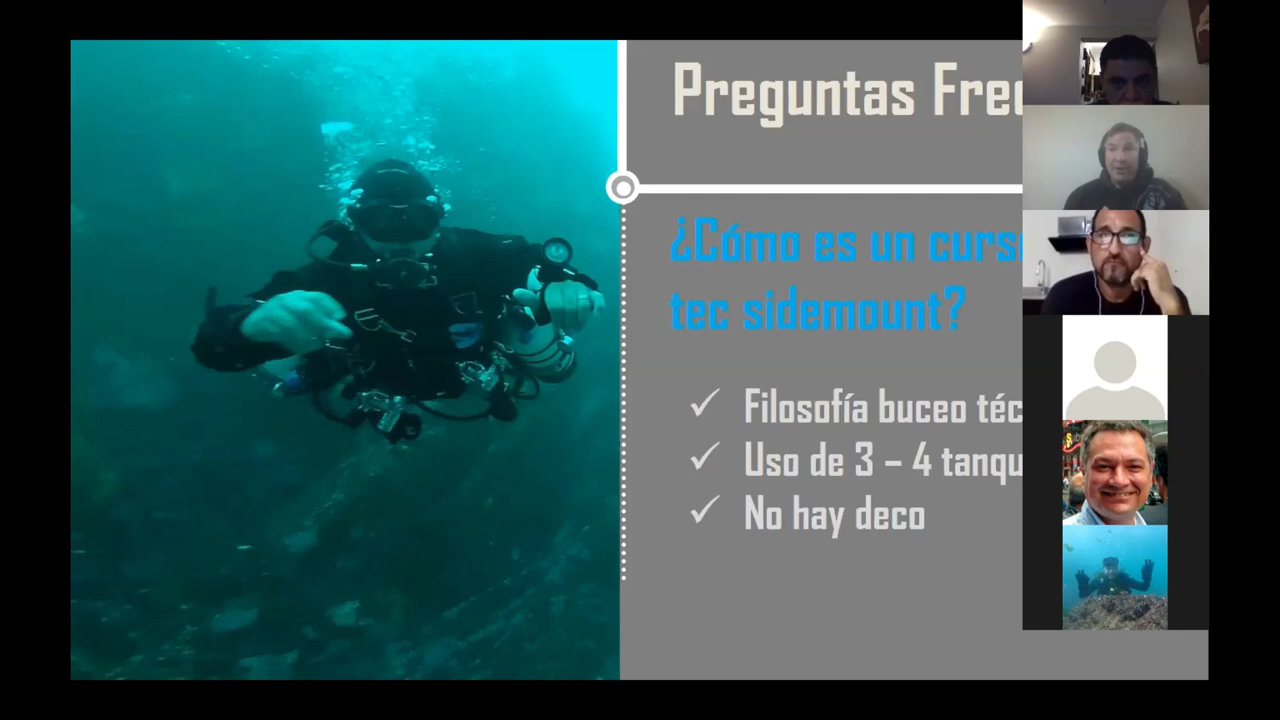 Preguntas Fre
¿Cómo es un curs
tec sidemount?
✓ Filosofía buceo téc
✓ Uso de 3 – 4 tanqu
✓ No hay deco